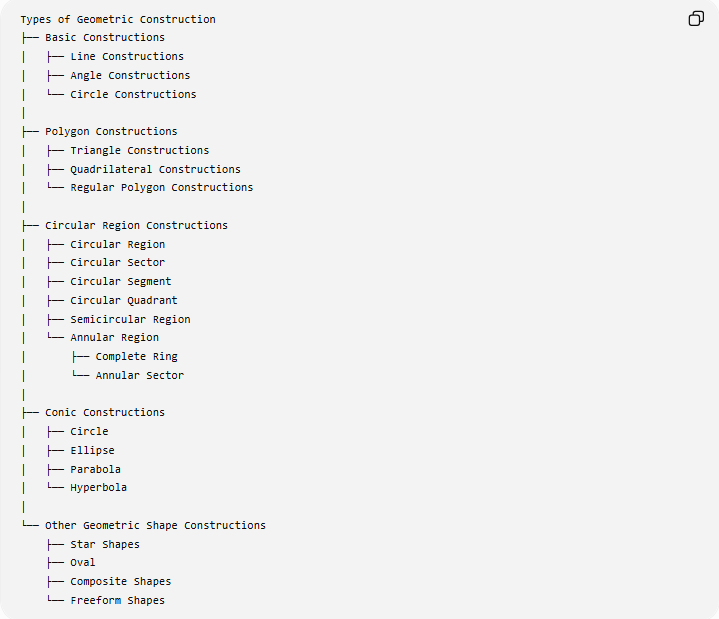 Types of Geometric Construction
├── Basic Constructions
│   ├── Line Constructions
│   ├── Angle Constructions
│   └── Circle Constructions
│
├── Polygon Constructions
│   ├── Triangle Constructions
│   ├── Quadrilateral Constructions
│   └── Regular Polygon Constructions
│
├── Circular Region Constructions
│   ├── Circular Region
│   ├── Circular Sector
│   ├── Circular Segment
│   ├── Circular Quadrant
│   ├── Semicircular Region
│   └── Annular Region
│       ├── Complete Ring
│       └── Annular Sector
│
├── Conic Constructions
│   ├── Circle
│   ├── Ellipse
│   ├── Parabola
│   └── Hyperbola
│
└── Other Geometric Shape Constructions
    ├── Star Shapes
    ├── Oval
    ├── Composite Shapes
    └── Freeform Shapes